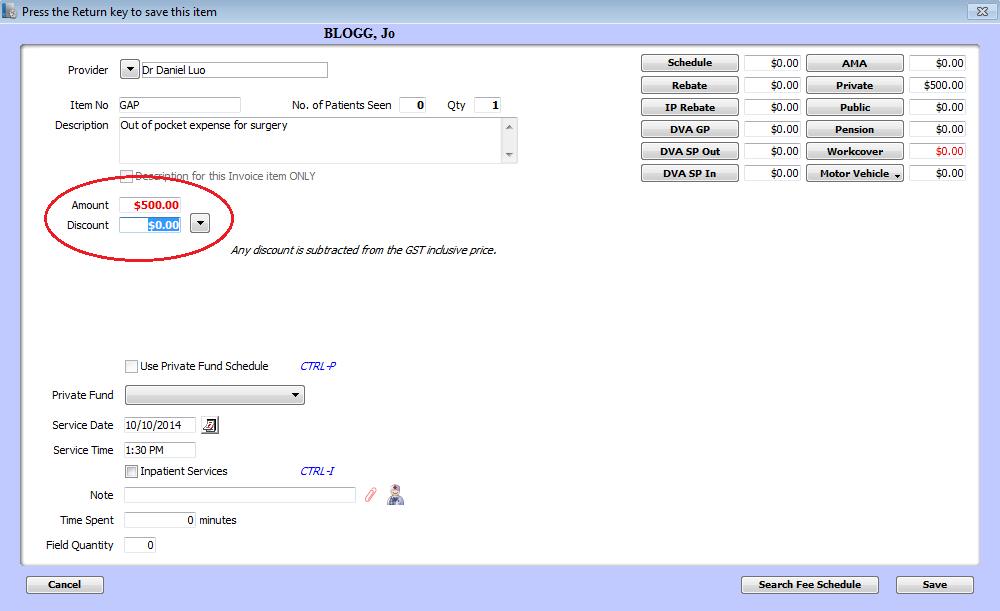 Press the Return key to save this item
BLOGG, Jo
Provider Dr Daniel Luo
Item No GAP No. of Patients Seen 0 Qty 1
Description Out of pocket expense for surgery
Description for this Invoice item ONLY
Amount $500.00
Discount $0.00
Any discount is subtracted from the GST inclusive price.
Schedule $0.00 AMA $0.00
Rebate $0.00 Private $500.00
IP Rebate $0.00 Public $0.00
DVA GP $0.00 Pension $0.00
DVA SP Out $0.00 Workcover $0.00
DVA SP In $0.00 Motor Vehicle $0.00
Use Private Fund Schedule CTRL-P
Private Fund
Service Date 10/10/2014
Service Time 1:30 PM
Inpatient Services CTRL-I
Note
Time Spent 0 minutes
Field Quantity 0
Cancel Search Fee Schedule Save